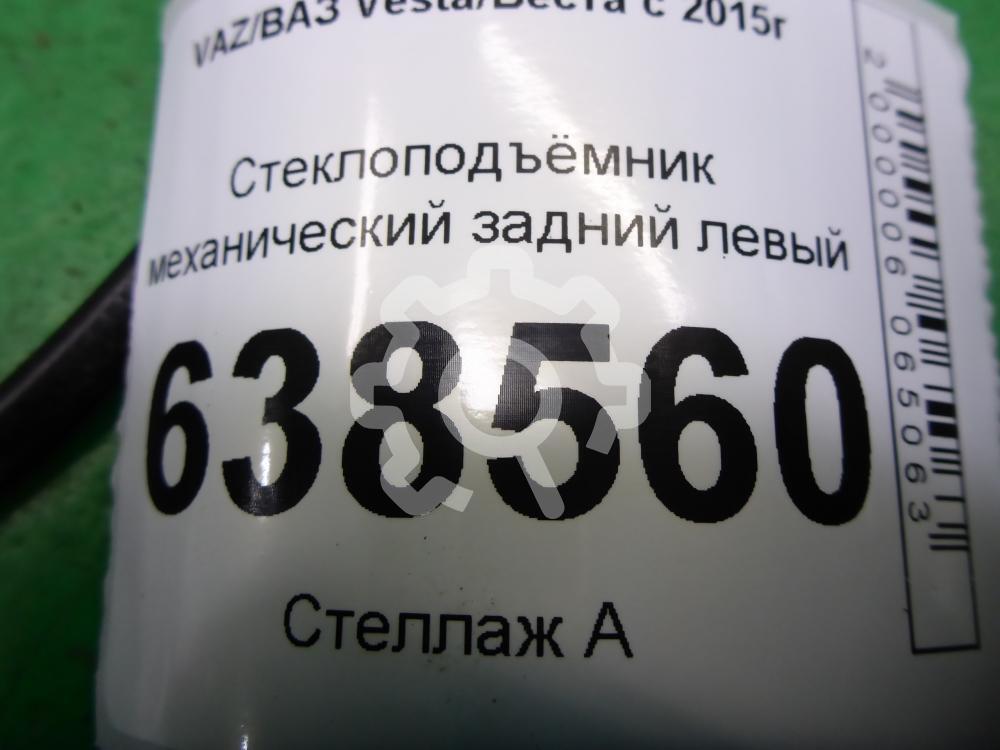 VAZ/ВАЗ Vesta/Веста с 2015г
Стеклоподъёмник
механический задний левый
638560
Стеллаж А
2000006065063